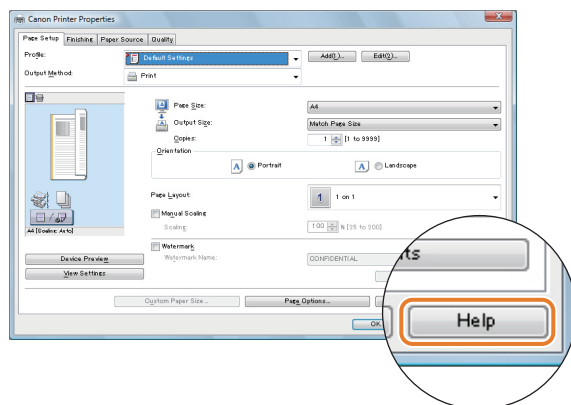 Canon Printer Properties
Page Setup Finishing Paper Source Quality
Profile: Default Settings Add(1)... Edit(2)...
Output Method: Print
Page Size: A4
Output Size: Match Page Size
Copies: 1 [1 to 9999]
Orientation
A Portrait A Landscape
Page Layout: 1 1 on 1
Manual Scaling
Scaling: 100 % [25 to 200]
A4 [Scaling: Auto]
Watermark
Device Preview Watermark Name: CONFIDENTIAL
View Settings
Custom Paper Size... Page Options...
OK
Help